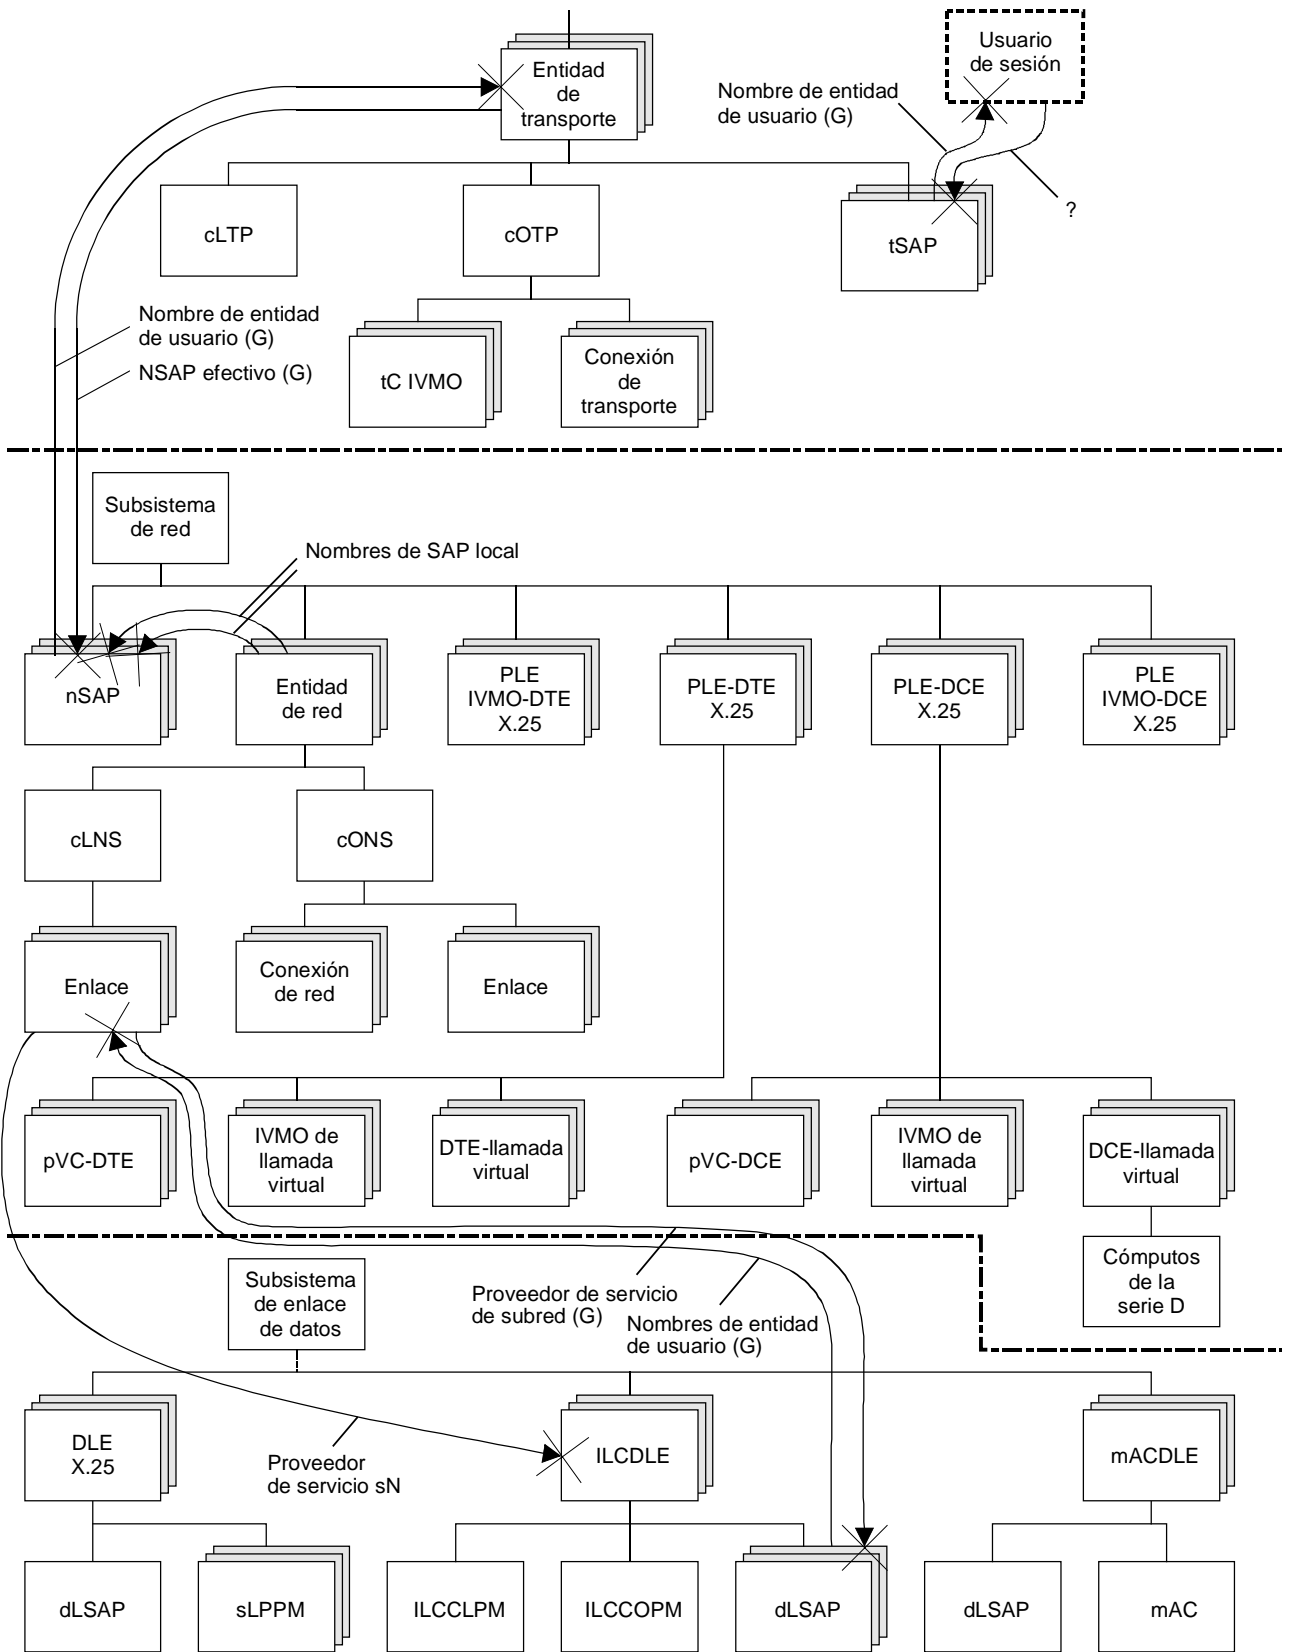 Usuario
de sesión
Entidad
de
transporte
Nombre de entidad
de usuario (G)
?
cLTP
cOTP
tSAP
Nombre de entidad
de usuario (G)
NSAP efectivo (G)
tC IVMO
Conexión
de
transporte
Subsistema
de red
Nombres de SAP local
nSAP
Entidad
de red
PLE
IVMO-DTE
X.25
PLE-DTE
X.25
PLE-DCE
X.25
PLE
IVMO-DCE
X.25
cLNS
cONS
Enlace
Conexión
de red
Enlace
pVC-DTE
IVMO de
llamada
virtual
DTE-llamada
virtual
pVC-DCE
IVMO de
llamada
virtual
DCE-llamada
virtual
Subsistema
de enlace
de datos
Proveedor de servicio
de subred (G)
Nombres de entidad
de usuario (G)
Cómputos
de la
serie D
DLE
X.25
Proveedor
de servicio sN
ILCDLE
mACDLE
dLSAP
sLPPM
ILCCLPM
ILCCOPM
dLSAP
dLSAP
mAC